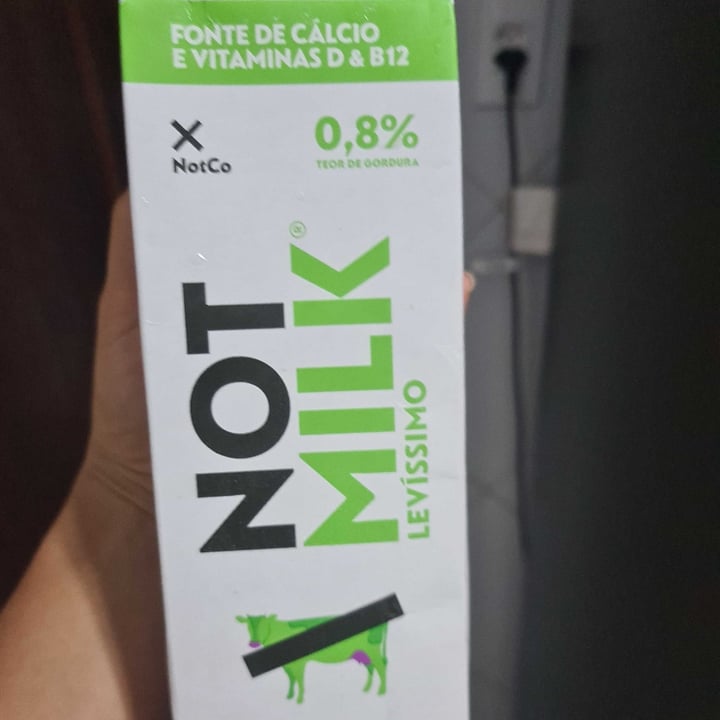 FONTE DE CÁLCIO
E VITAMINAS D & B12
NotCo
0,8%
TEOR DE GORDURA
NOT
MILK®
LEVÍSSIMO